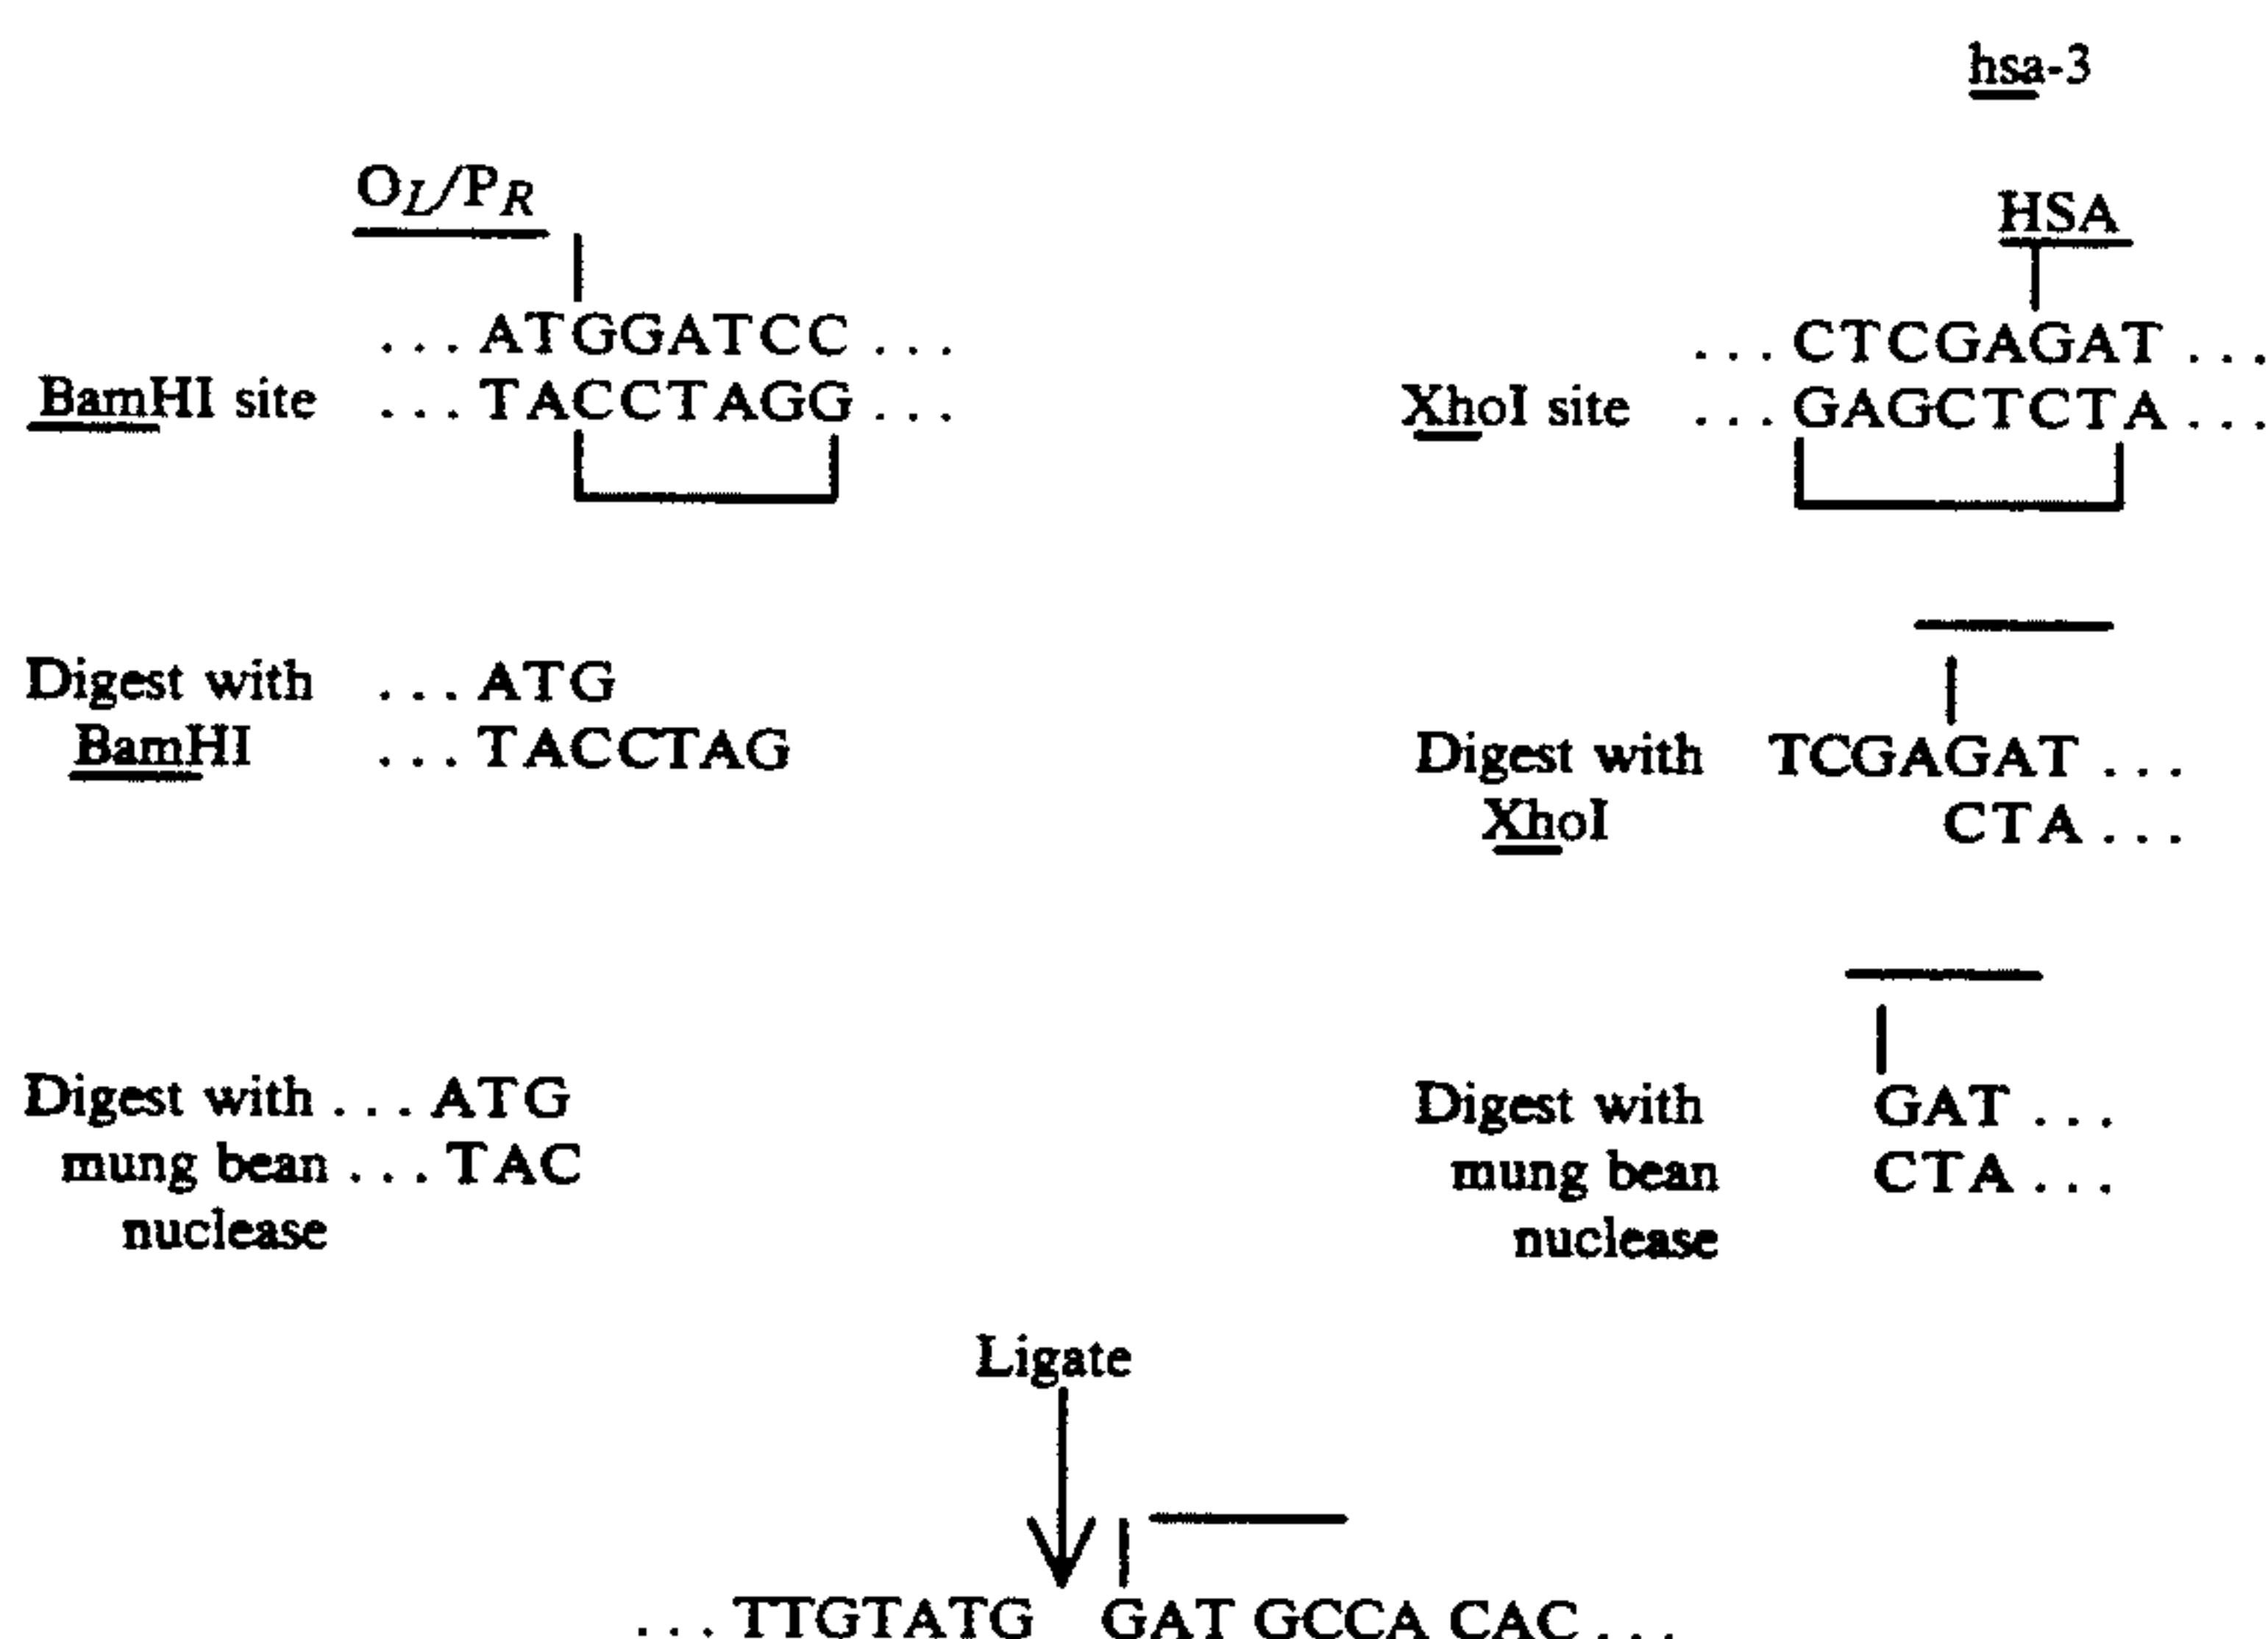 hsa-3
O_L/P_R
HSA
...ATGGATCC...
BamHI site ...TACCTAGG...
...CTCGAGAT...
XhoI site ...GAGCTCTA...
Digest with ...ATG
BamHI ...TACCTAG
Digest with TCGAGAT...
XhoI CTA...
Digest with ...ATG
mung bean ...TAC
nuclease
Digest with GAT...
mung bean CTA...
nuclease
Ligate
...TTGTATG GAT GCCA CAC...